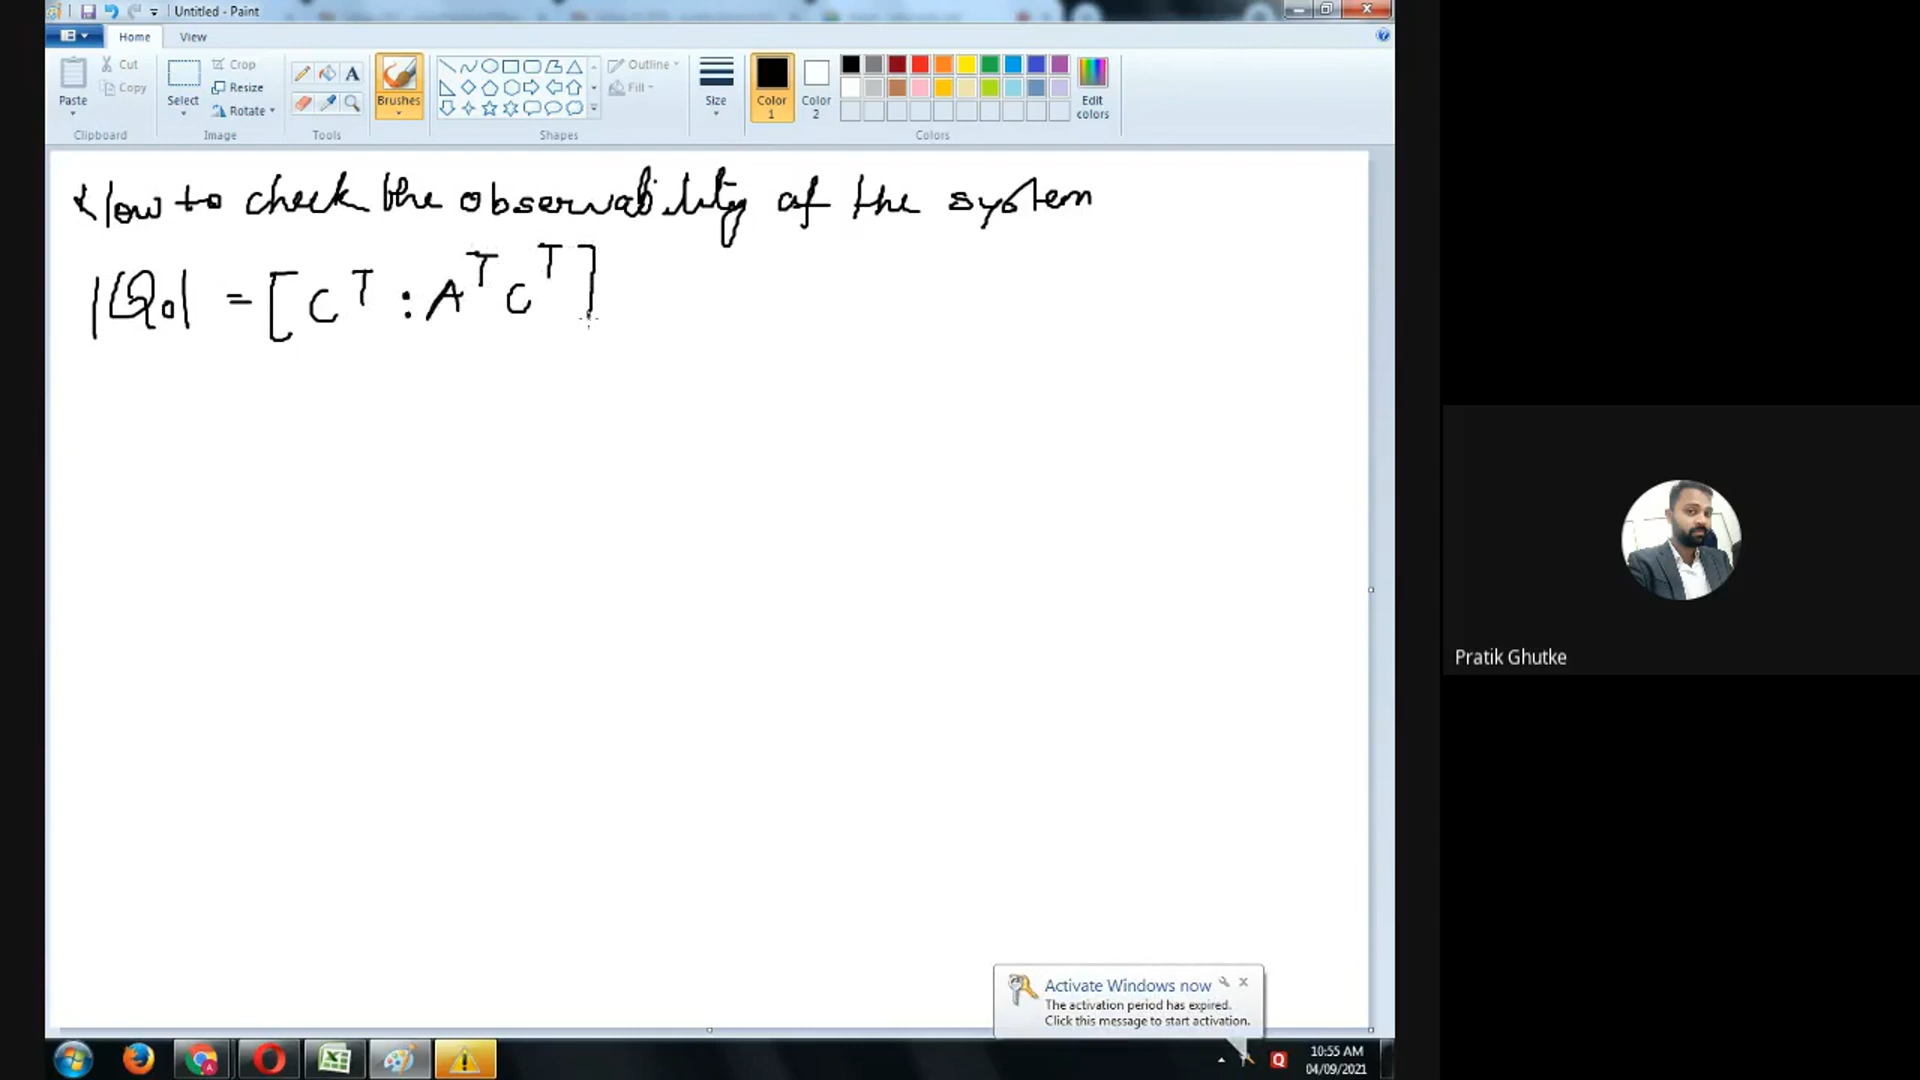 Untitled - Paint
Home View
Paste
Cut
Copy
Clipboard
Select
Crop
Resize
Rotate
Image
Tools
Brushes
Shapes
Outline
Fill
Size
Color 1
Color 2
Edit colors
Colors
How to check the observability of the system
|Qo| = [C^T : A^T C^T]
Pratik Ghutke
Activate Windows now
The activation period has expired.
Click this message to start activation.
10:55 AM
04/09/2021